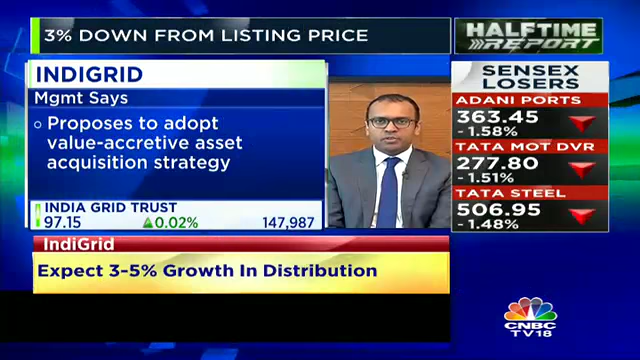 3% DOWN FROM LISTING PRICE
HALFTIME
REPORT
INDIGRID
Mgmt Says
Proposes to adopt
value-accretive asset
acquisition strategy
INDIA GRID TRUST
97.15 0.02% 147,987
SENSEX
LOSERS
ADANI PORTS
363.45
- 1.58%
TATA MOT DVR
277.80
- 1.51%
TATA STEEL
506.95
- 1.48%
IndiGrid
Expect 3-5% Growth In Distribution
CNBC
TV18